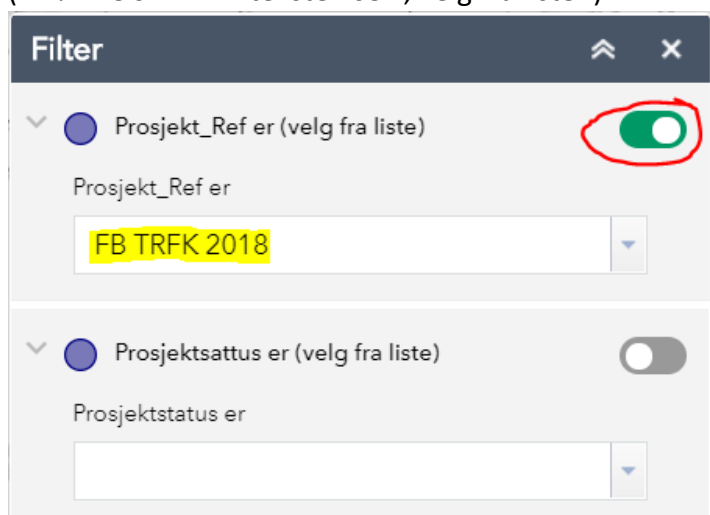 Filter
Prosjekt_Ref er (velg fra liste)
Prosjekt_Ref er
FB TRFK 2018
Prosjektsattus er (velg fra liste)
Prosjektstatus er